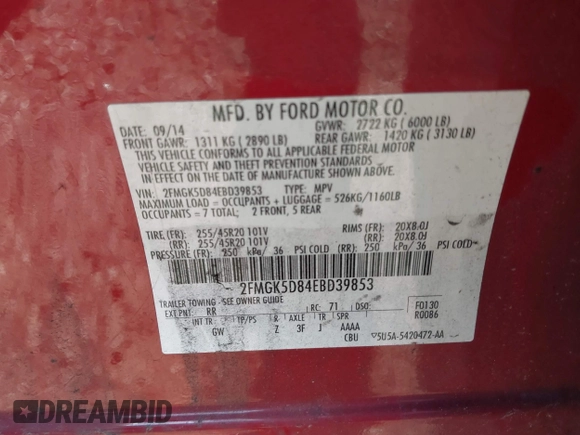 MFD. BY FORD MOTOR CO.
DATE: 09/14 GVWR: 2722 KG ( 6000 LB)
FRONT GAWR: 1311 KG ( 2890 LB) REAR GAWR: 1420 KG ( 3130 LB)
THIS VEHICLE CONFORMS TO ALL APPLICABLE FEDERAL MOTOR
VEHICLE SAFETY AND THEFT PREVENTION STANDARDS IN
EFFECT ON THE DATE OF MANUFACTURE SHOWN ABOVE.
VIN: 2FMGK5D84EBD39853 TYPE: MPV
MAXIMUM LOAD = OCCUPANTS + LUGGAGE = 526KG/1160LB
OCCUPANTS = 7 TOTAL: 2 FRONT, 5 REAR
TIRE (FR): 255/45R20 101V RIMS (FR): 20X8.0J
(RR): 255/45R20 101V (RR): 20X8.0J
PRESSURE (FR): 250 kPa/ 36 PSI COLD (RR): 250 kPa/ 36 PSI COLD
2FMGK5D84EBD39853
TRAILER TOWING - SEE OWNER GUIDE
EXT PNT: RR RC: 71 DSO: F0130
INT TR TP/PS R AXLE TR SPR R0086
GW Z 3F J AAAA
CBU 5U5A-5420472-AA
DREAMBID